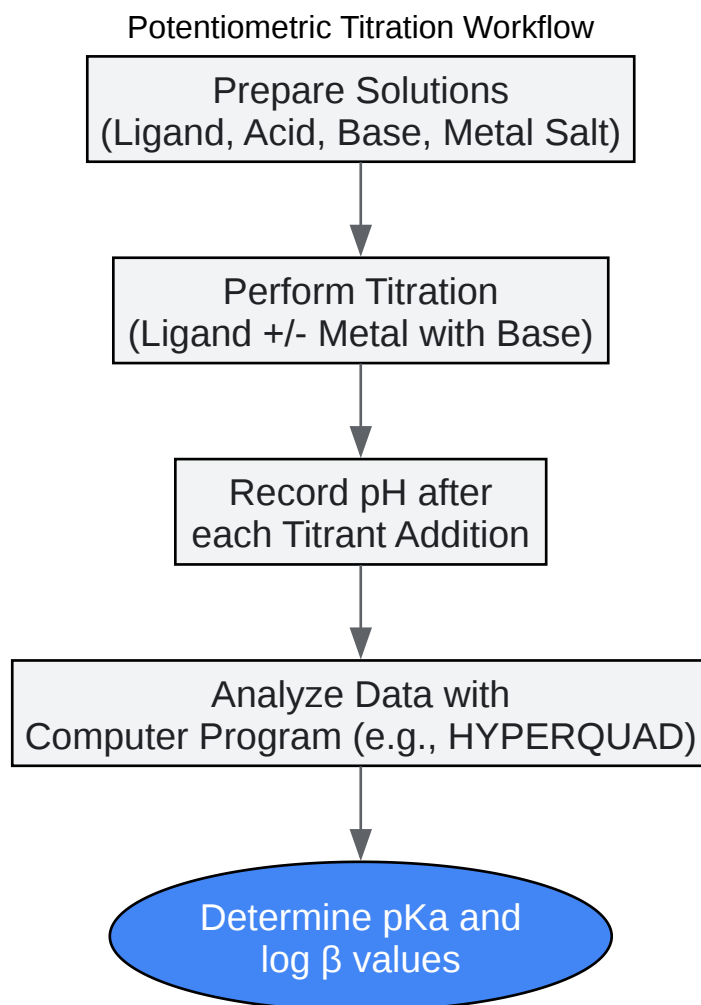 Potentiometric Titration Workflow
Prepare Solutions
(Ligand, Acid, Base, Metal Salt)
Perform Titration
(Ligand +/- Metal with Base)
Record pH after
each Titrant Addition
Analyze Data with
Computer Program (e.g., HYPERQUAD)
Determine pKa and
log β values